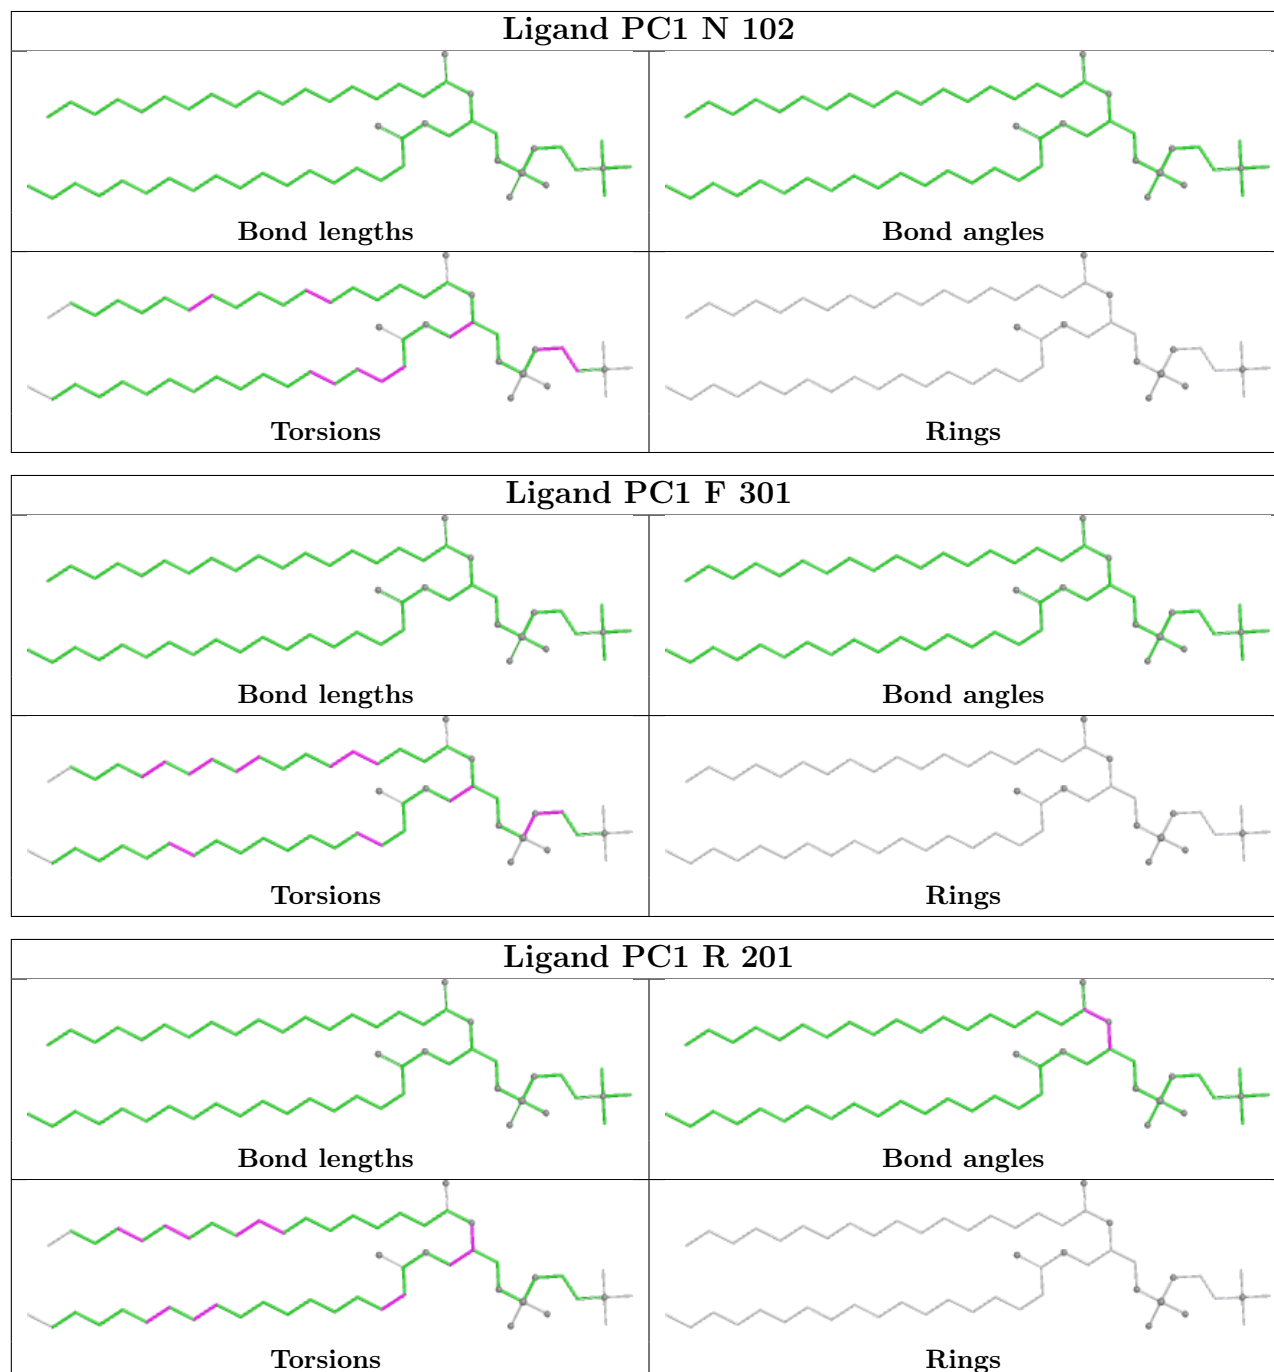 Ligand PC1 N 102
Bond lengths
Bond angles
Torsions
Rings
Ligand PC1 F 301
Bond lengths
Bond angles
Torsions
Rings
Ligand PC1 R 201
Bond lengths
Bond angles
Torsions
Rings